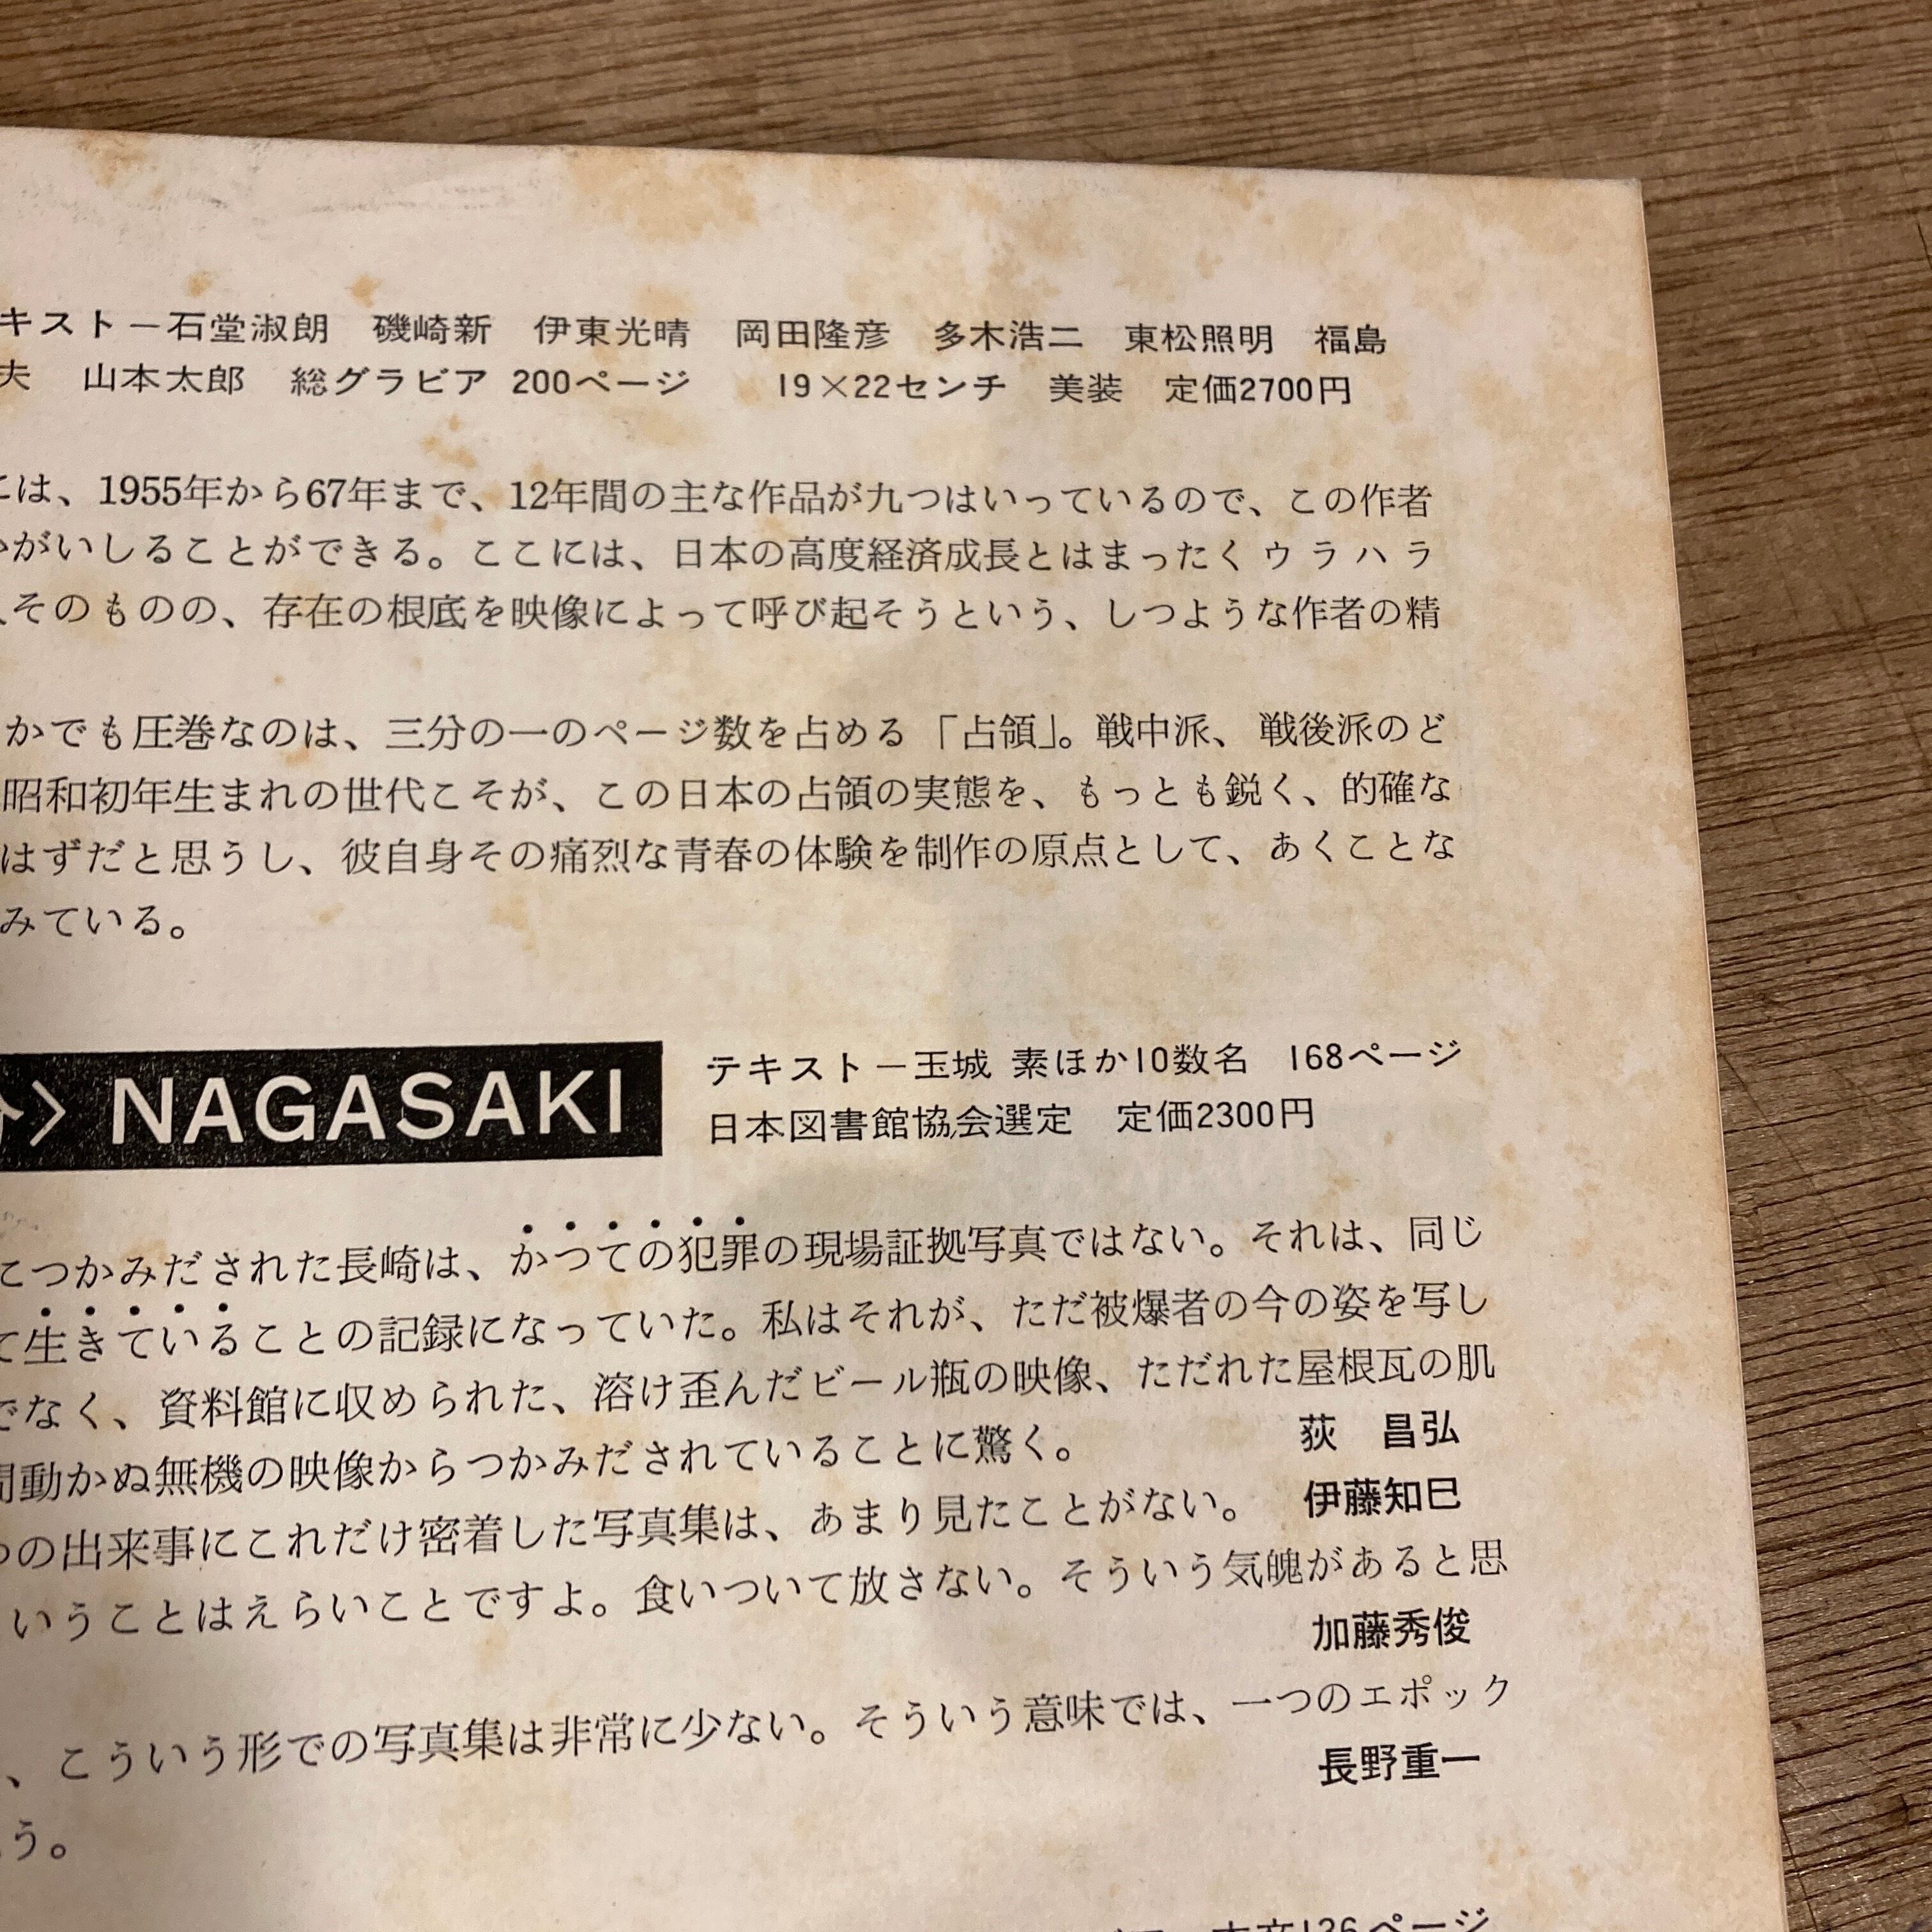 キスト－石堂淑朗　磯崎新　伊東光晴　岡田隆彦　多木浩二　東松照明　福島
夫　山本太郎　総グラビア 200ページ　19×22センチ　美装　定価2700円
には、1955年から67年まで、12年間の主な作品が九つはいっているので、この作者
がいしることができる。ここには、日本の高度経済成長とはまったくウラハラ
そのものの、存在の根底を映像によって呼び起そうという、しつような作者の精
かでも圧巻なのは、三分の一のページ数を占める「占領」。戦中派、戦後派のど
昭和初年生まれの世代こそが、この日本の占領の実態を、もっとも鋭く、的確な
はずだと思うし、彼自身その痛烈な青春の体験を制作の原点として、あくことな
みている。
〉NAGASAKI
テキスト－玉城 素ほか10数名　168ページ
日本図書館協会選定　定価2300円
につかみだされた長崎は、かつての犯罪の現場証拠写真ではない。それは、同じ
て生きていることの記録になっていた。私はそれが、ただ被爆者の今の姿を写し
でなく、資料館に収められた、溶け歪んだビール瓶の映像、ただれた屋根瓦の肌
間動かぬ無機の映像からつかみだされていることに驚く。　荻　昌弘
つの出来事にこれだけ密着した写真集は、あまり見たことがない。　伊藤知巳
いうことはえらいことですよ。食いついて放さない。そういう気魄があると思
加藤秀俊
、こういう形での写真集は非常に少ない。そういう意味では、一つのエポック
う。　長野重一
136ページ